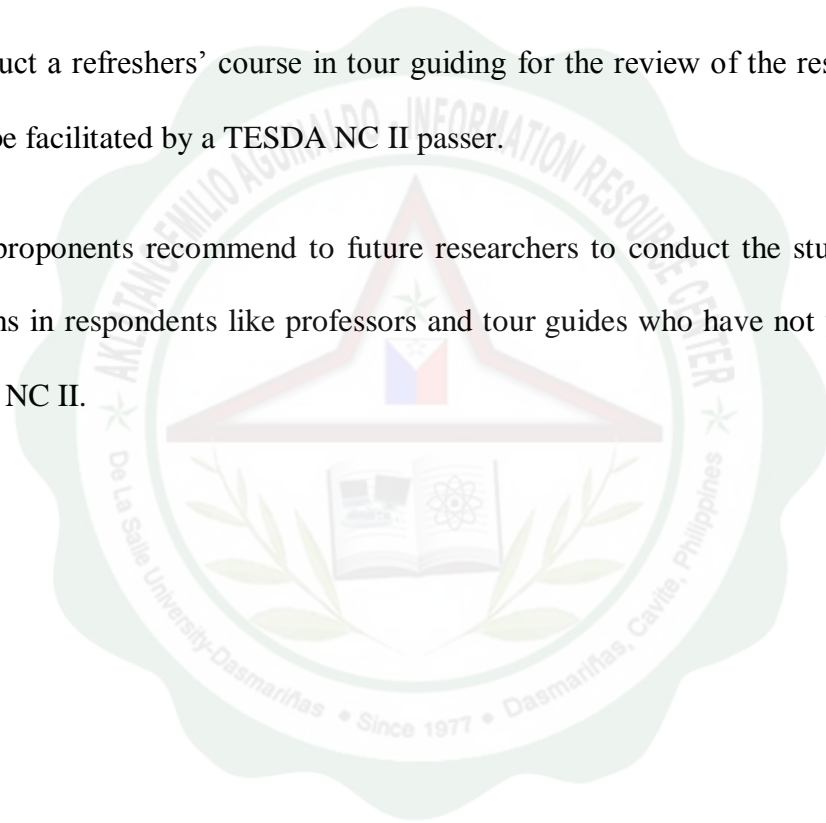 uct a refreshers’ course in tour guiding for the review of the res
be facilitated by a TESDA NC II passer.
proponents recommend to future researchers to conduct the stu
ns in respondents like professors and tour guides who have not
NC II.
AKLATANG EMILIO AGUINALDO - INFORMATION RESOURCE CENTER
De La Salle University-Dasmariñas • Since 1977 • Dasmariñas, Cavite, Philippines